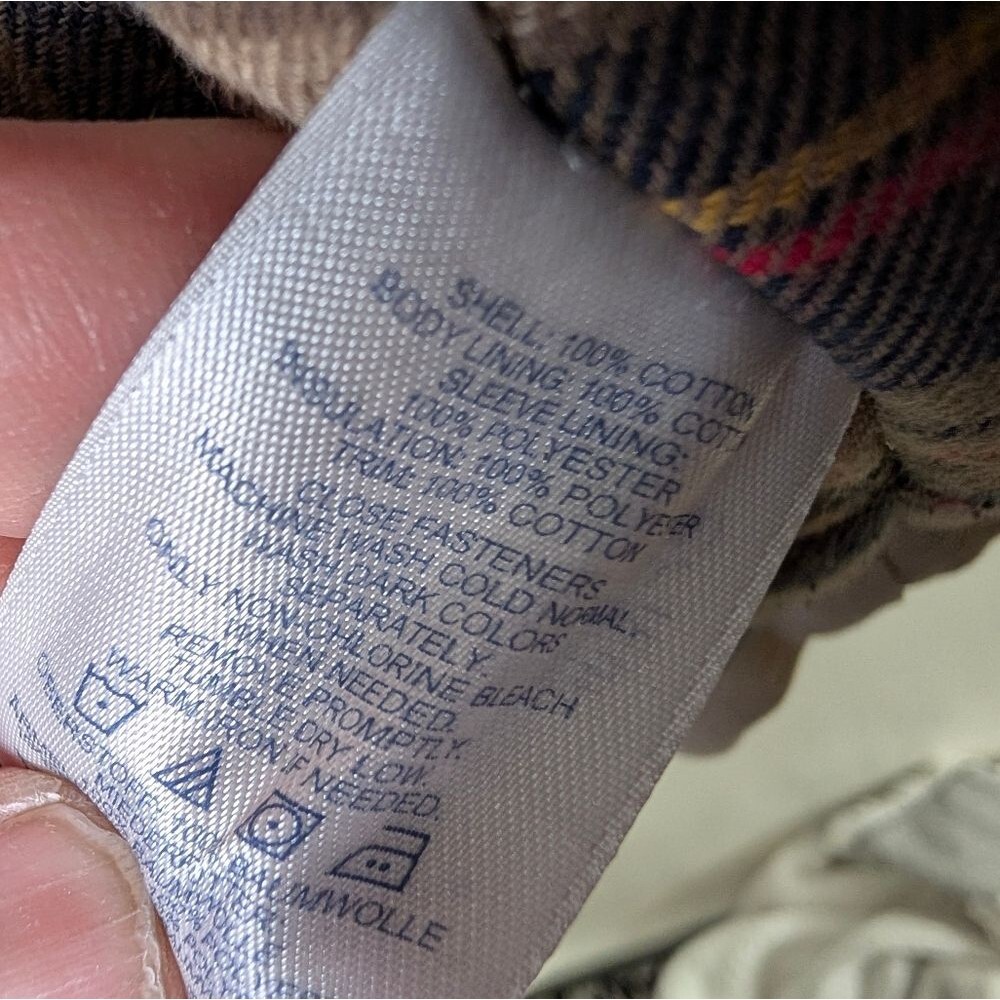 SHELL: 100% COTTON
BODY LINING: 100% COTT
SLEEVE LINING:
100% POLYESTER
INSULATION: 100% POLYESTER
TRIM: 100% COTTON
CLOSE FASTENERS
MACHINE WASH COLD NORMAL,
WASH DARK COLORS
SEPARATELY
ONLY NON-CHLORINE BLEACH
WHEN NEEDED.
REMOVE PROMPTLY.
TUMBLE DRY LOW.
WARM IRON IF NEEDED.
OBERSTOFF: 100% BAUMWOLLE